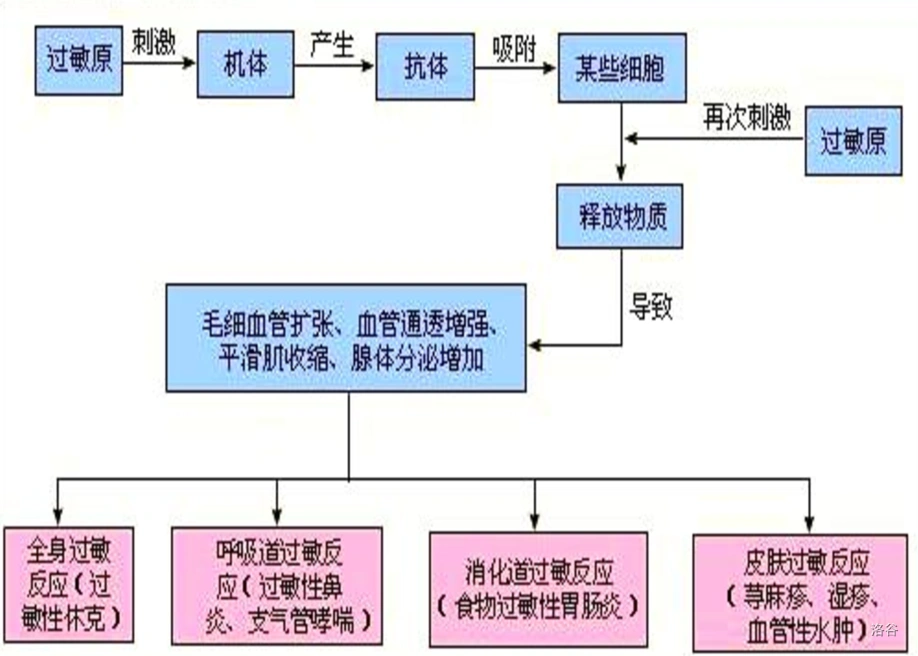 过敏原
刺激
机体
产生
抗体
吸附
某些细胞
再次刺激
过敏原
释放物质
导致
毛细血管扩张、血管通透增强、
平滑肌收缩、腺体分泌增加
全身过敏
反应（过
敏性休克）
呼吸道过敏反
应（过敏性鼻
炎、支气管哮喘）
消化道过敏反应
（食物过敏性胃肠炎）
皮肤过敏反应
（荨麻疹、湿疹、
血管性水肿）
洛谷